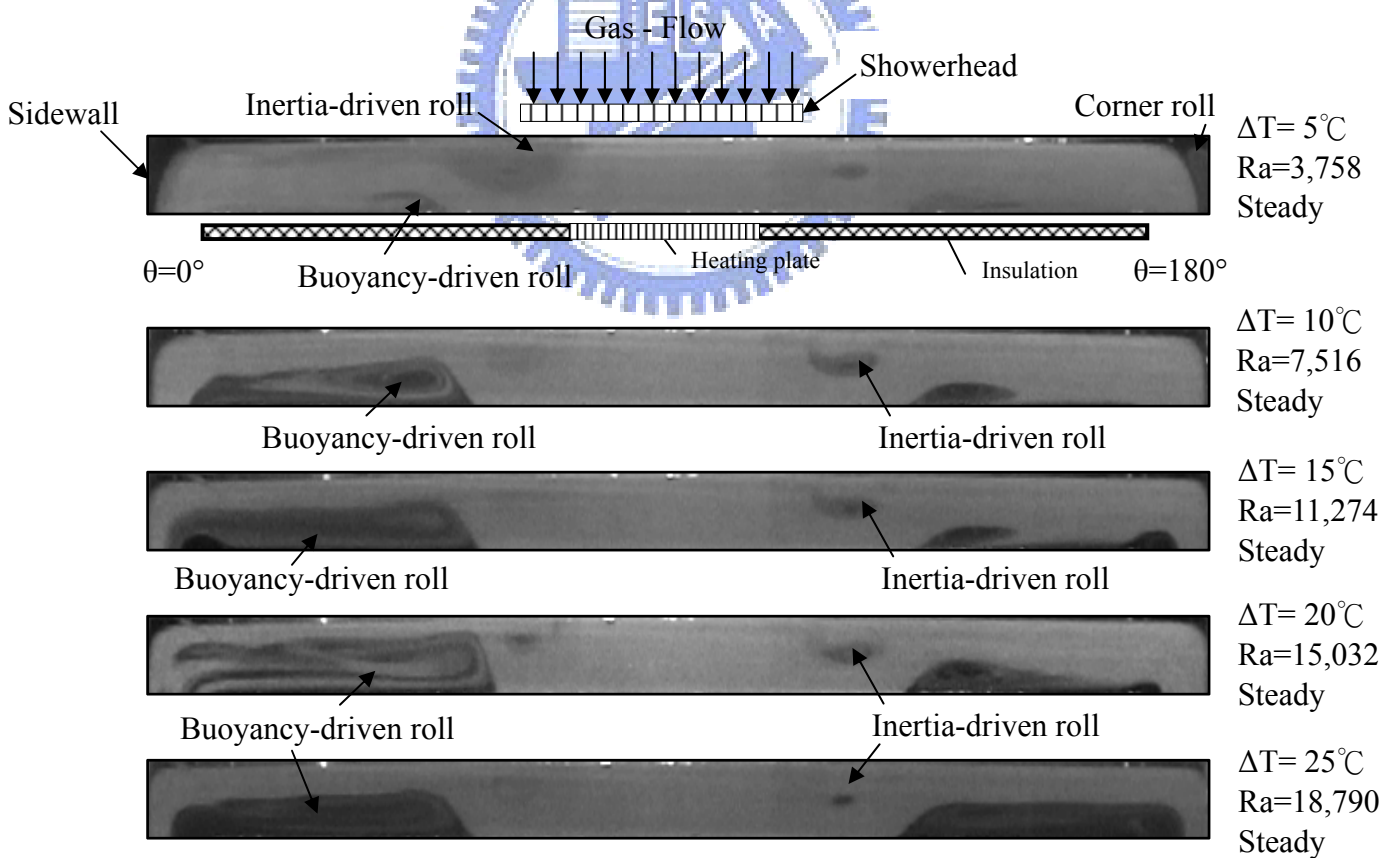 Gas - Flow
Showerhead
Inertia-driven roll
Corner roll
Sidewall
ΔT= 5℃
Ra=3,758
Steady
Heating plate
Insulation
θ=0°
Buoyancy-driven roll
θ=180°
ΔT= 10℃
Ra=7,516
Steady
Buoyancy-driven roll
Inertia-driven roll
ΔT= 15℃
Ra=11,274
Steady
Buoyancy-driven roll
Inertia-driven roll
ΔT= 20℃
Ra=15,032
Steady
Buoyancy-driven roll
Inertia-driven roll
ΔT= 25℃
Ra=18,790
Steady